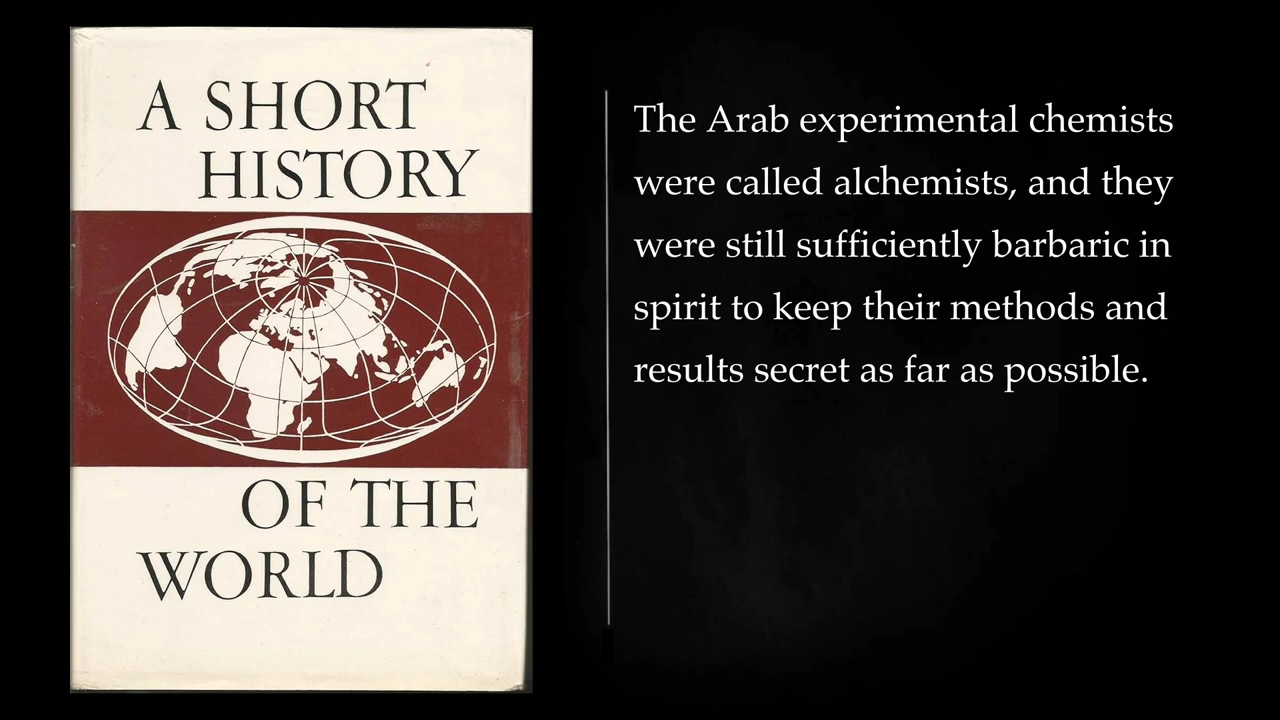 A SHORT
HISTORY
OF THE
WORLD
The Arab experimental chemists
were called alchemists, and they
were still sufficiently barbaric in
spirit to keep their methods and
results secret as far as possible.